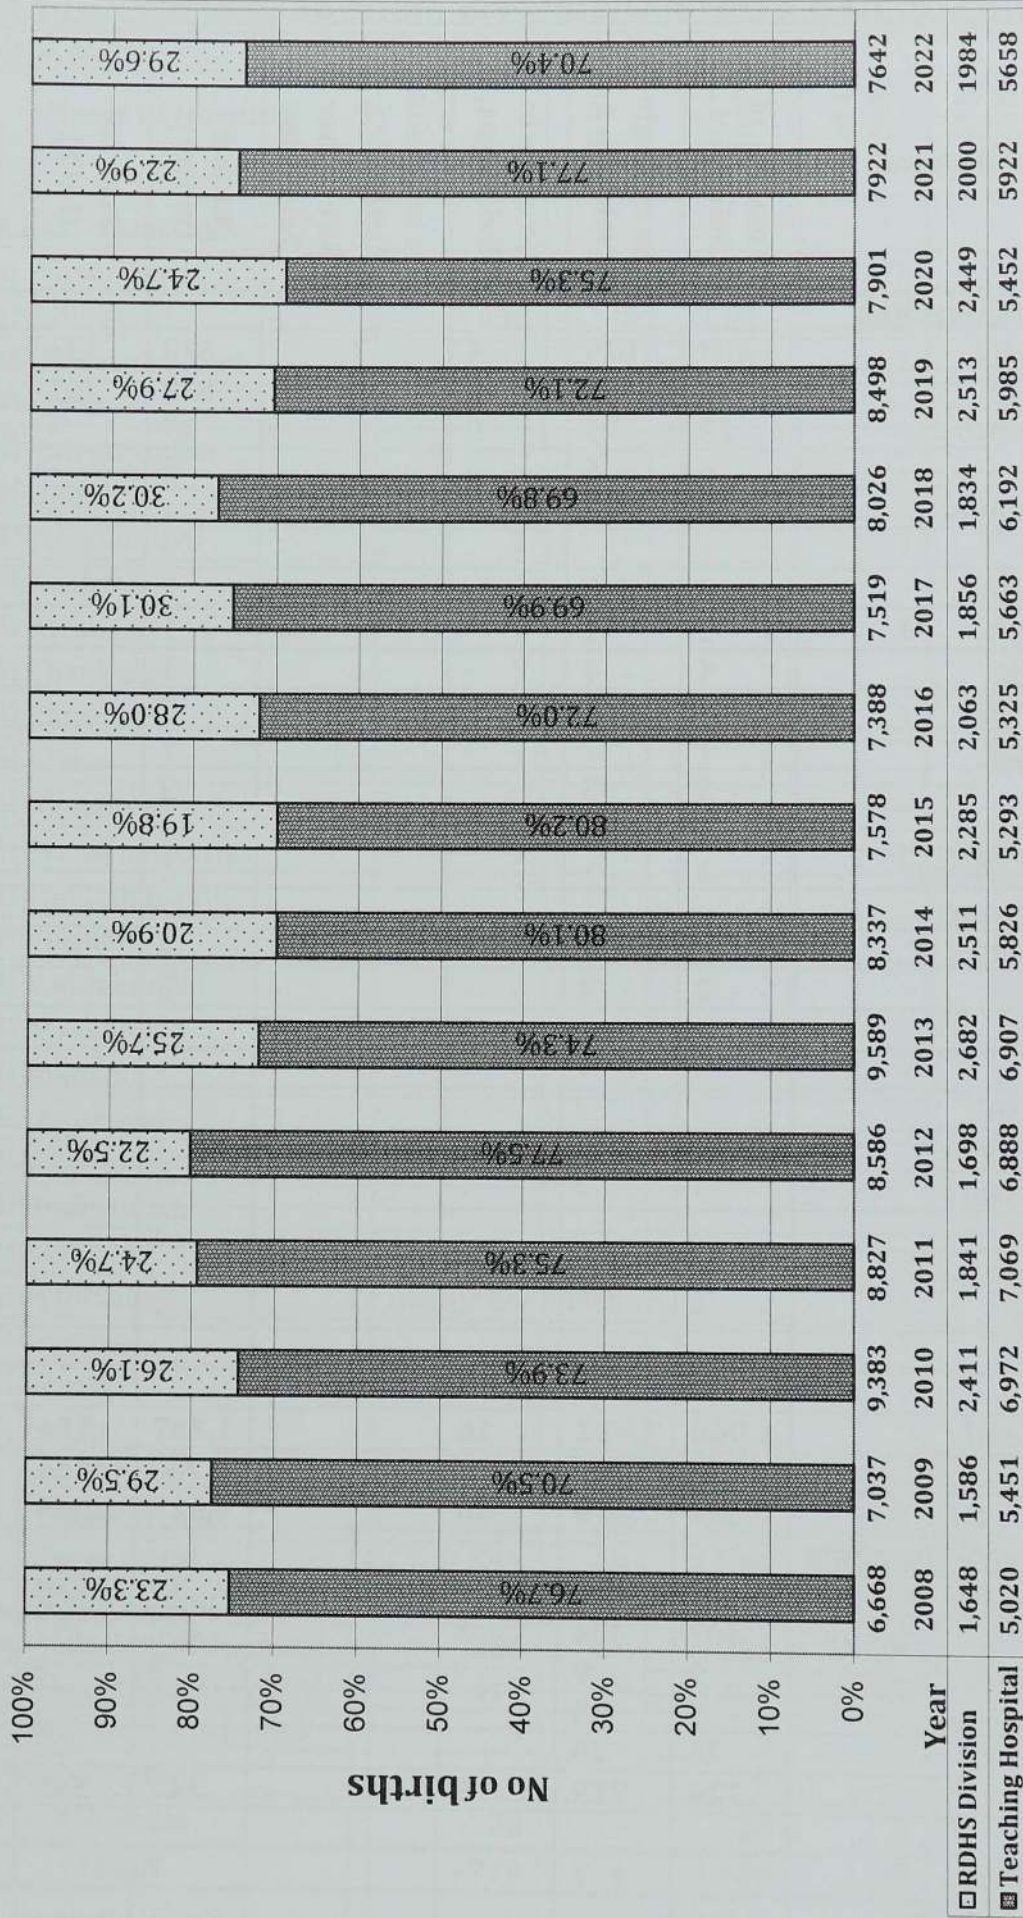 100%
90%
80%
70%
60%
50%
40%
30%
20%
10%
0%
No of births
23.3% 29.5% 26.1% 24.7% 22.5% 25.7% 20.9% 19.8% 28.0% 30.1% 30.2% 27.9% 24.7% 22.9% 29.6%
76.7% 70.5% 73.9% 75.3% 77.5% 74.3% 80.1% 80.2% 72.0% 69.9% 69.8% 72.1% 75.3% 77.1% 70.4%
6,668 7,037 9,383 8,827 8,586 9,589 8,337 7,578 7,388 7,519 8,026 8,498 7,901 7922 7642
Year 2008 2009 2010 2011 2012 2013 2014 2015 2016 2017 2018 2019 2020 2021 2022
RDHS Division 1,648 1,586 2,411 1,841 1,698 2,682 2,511 2,285 2,063 1,856 1,834 2,513 2,449 2000 1984
Teaching Hospital 5,020 5,451 6,972 7,069 6,888 6,907 5,826 5,293 5,325 5,663 6,192 5,985 5,452 5922 5658